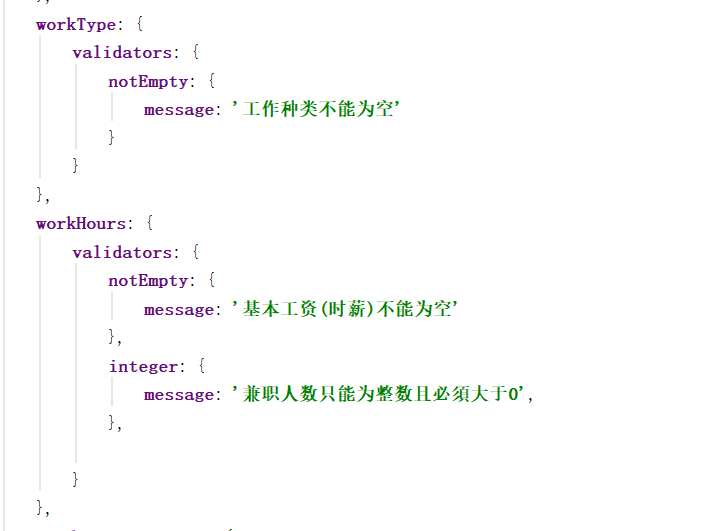 workType: {
validators: {
notEmpty: {
message: '工作种类不能为空'
}
}
},
workHours: {
validators: {
notEmpty: {
message: '基本工资(时薪)不能为空'
},
integer: {
message: '兼职人数只能为整数且必須大于0',
},
}
},